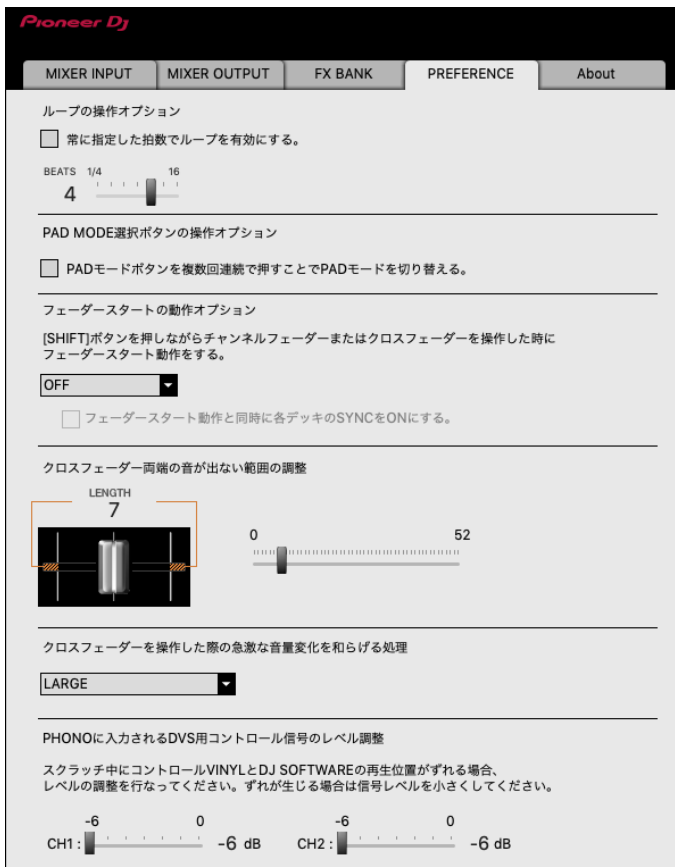 Pioneer Dj
MIXER INPUT MIXER OUTPUT FX BANK PREFERENCE About
ループの操作オプション
常に指定した拍数でループを有効にする。
BEATS 1/4 16
4
PAD MODE選択ボタンの操作オプション
PADモードボタンを複数回連続で押すことでPADモードを切り替える。
フェーダースタートの動作オプション
[SHIFT]ボタンを押しながらチャンネルフェーダーまたはクロスフェーダーを操作した時に
フェーダースタート動作をする。
OFF
フェーダースタート動作と同時に各デッキのSYNCをONにする。
クロスフェーダー両端の音が出ない範囲の調整
LENGTH
7
0 52
クロスフェーダーを操作した際の急激な音量変化を和らげる処理
LARGE
PHONOに入力されるDVS用コントロール信号のレベル調整
スクラッチ中にコントロールVINYLとDJ SOFTWAREの再生位置がずれる場合、
レベルの調整を行なってください。ずれが生じる場合は信号レベルを小さくしてください。
-6 0 -6 0
CH1 : -6 dB CH2 : -6 dB